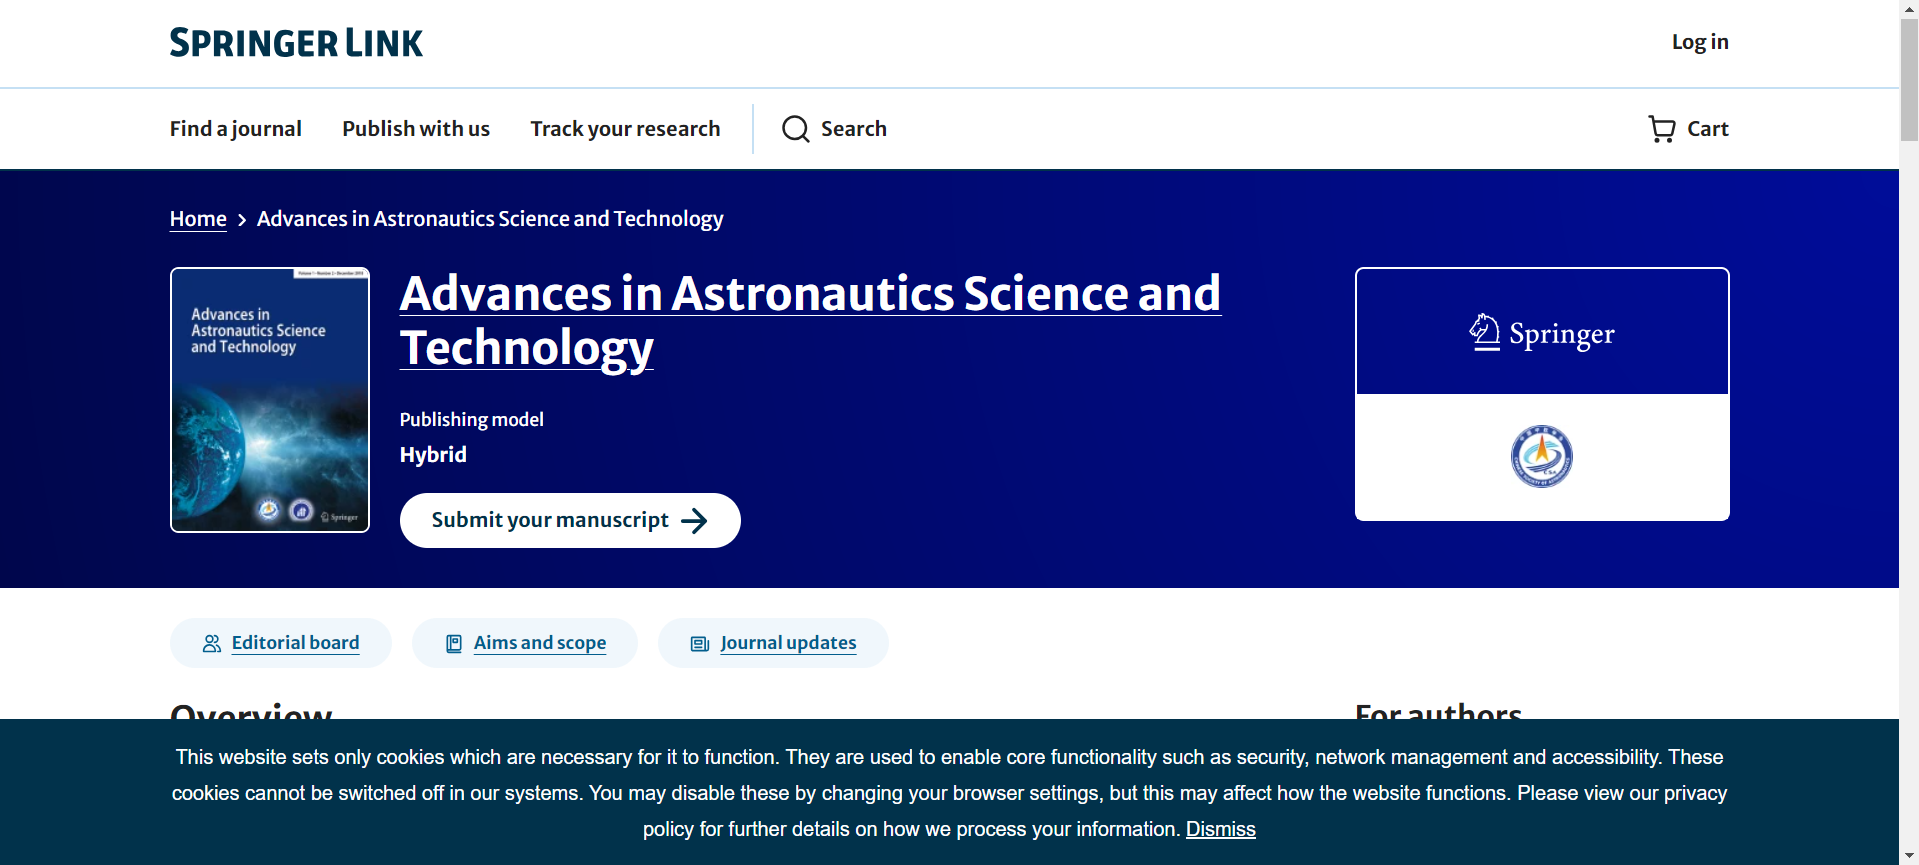 SPRINGER LINK
Log in
Find a journal
Publish with us
Track your research
Search
Cart
Home
Advances in Astronautics Science and Technology
Advances in
Astronautics Science
and Technology
Springer
Advances in Astronautics Science and
Technology
Publishing model
Hybrid
Submit your manuscript
Springer
Editorial board
Aims and scope
Journal updates
Overview
For authors
This website sets only cookies which are necessary for it to function. They are used to enable core functionality such as security, network management and accessibility. These
cookies cannot be switched off in our systems. You may disable these by changing your browser settings, but this may affect how the website functions. Please view our privacy
policy for further details on how we process your information. Dismiss